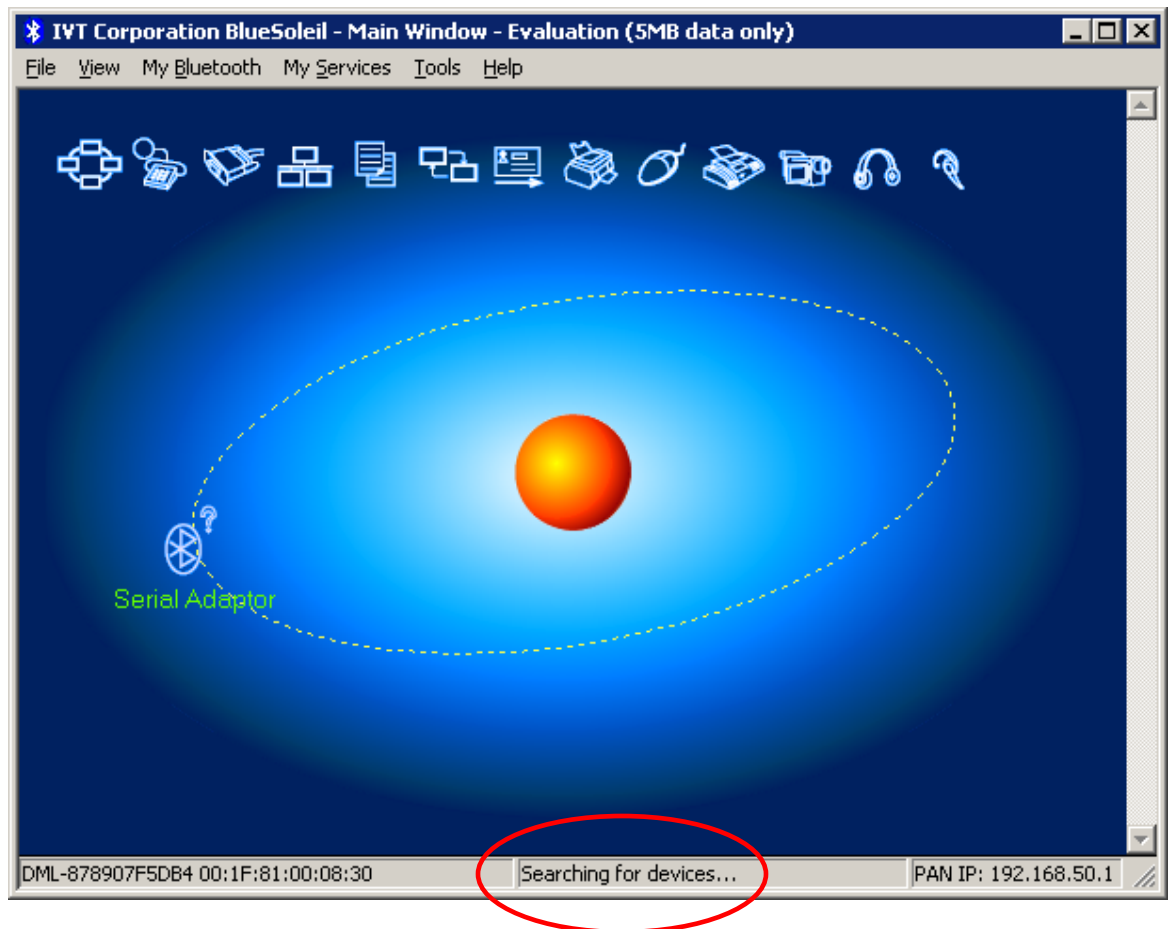 IVT Corporation BlueSoleil - Main Window - Evaluation (5MB data only)
File View My Bluetooth My Services Tools Help
Serial Adaptor
DML-878907F5DB4 00:1F:81:00:08:30 Searching for devices... PAN IP: 192.168.50.1